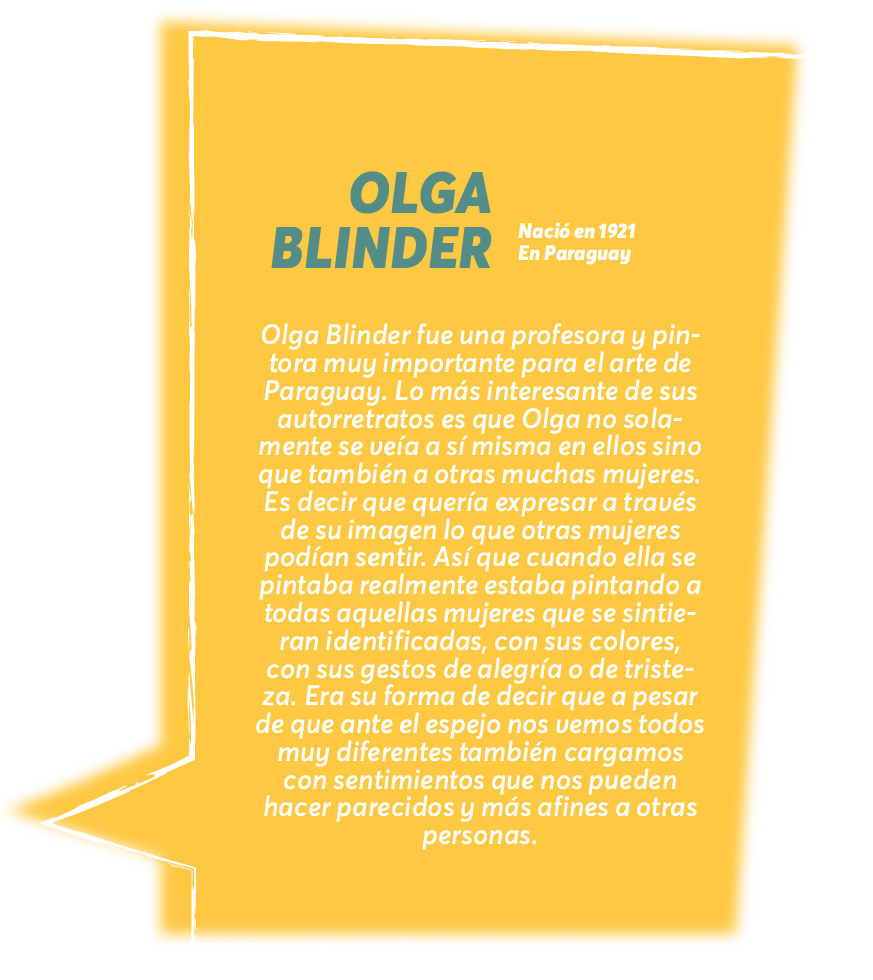 OLGA
BLINDER
Nació en 1921
En Paraguay
Olga Blinder fue una profesora y pin-
tora muy importante para el arte de
Paraguay. Lo más interesante de sus
autorretratos es que Olga no sola-
mente se veía a sí misma en ellos sino
que también a otras muchas mujeres.
Es decir que quería expresar a través
de su imagen lo que otras mujeres
podían sentir. Así que cuando ella se
pintaba realmente estaba pintando a
todas aquellas mujeres que se sintie-
ran identificadas, con sus colores,
con sus gestos de alegría o de triste-
za. Era su forma de decir que a pesar
de que ante el espejo nos vemos todos
muy diferentes también cargamos
con sentimientos que nos pueden
hacer parecidos y más afines a otras
personas.